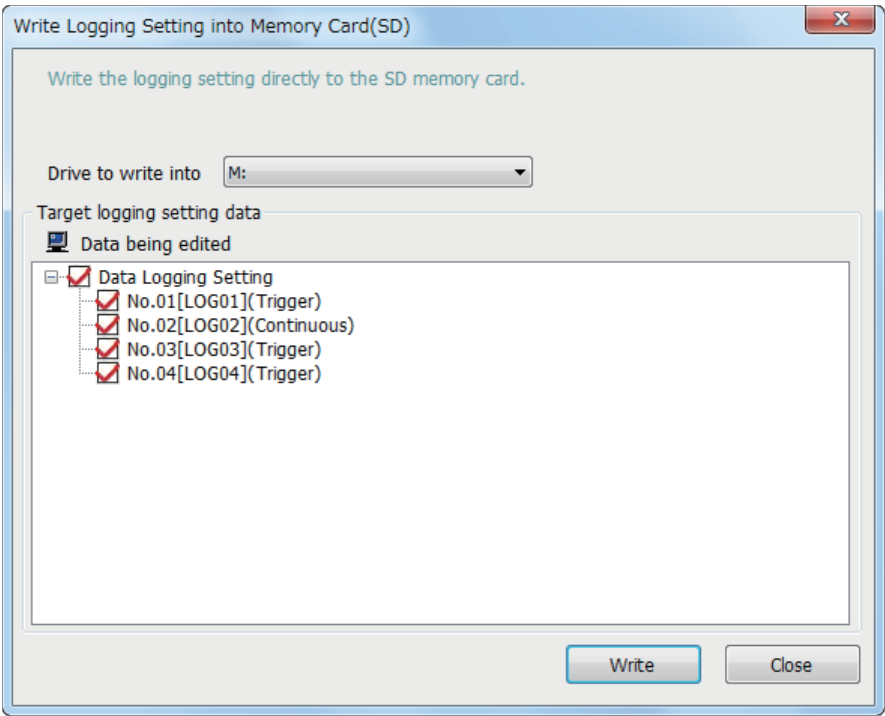 Write Logging Setting into Memory Card(SD)
Write the logging setting directly to the SD memory card.
Drive to write into M:
Target logging setting data
Data being edited
Data Logging Setting
No.01[LOG01](Trigger)
No.02[LOG02](Continuous)
No.03[LOG03](Trigger)
No.04[LOG04](Trigger)
Write Close